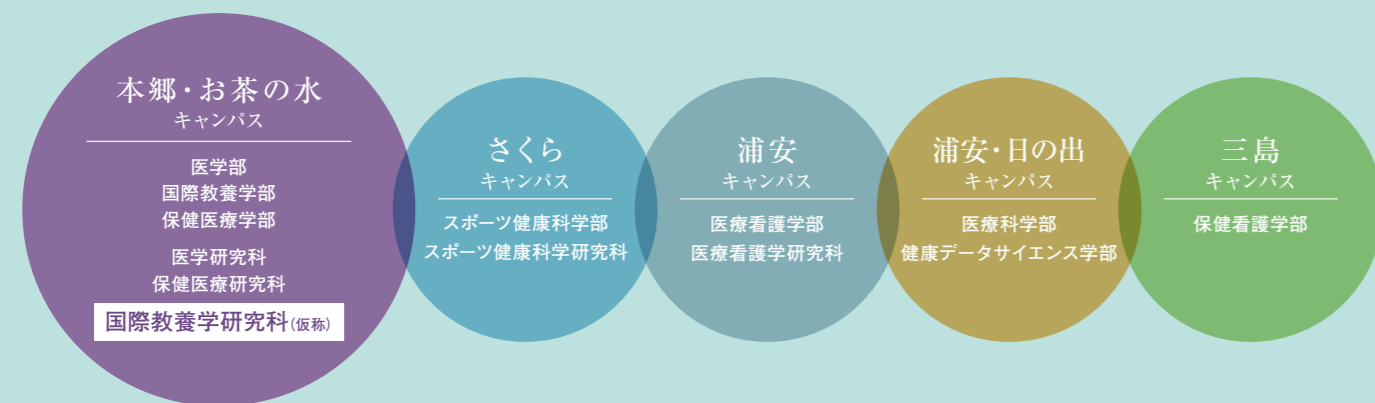 本郷・お茶の水
キャンパス
医学部
国際教養学部
保健医療学部
医学研究科
保健医療研究科
国際教養学研究科(仮称)
さくら
キャンパス
スポーツ健康科学部
スポーツ健康科学研究科
浦安
キャンパス
医療看護学部
医療看護学研究科
浦安・日の出
キャンパス
医療科学部
健康データサイエンス学部
三島
キャンパス
保健看護学部